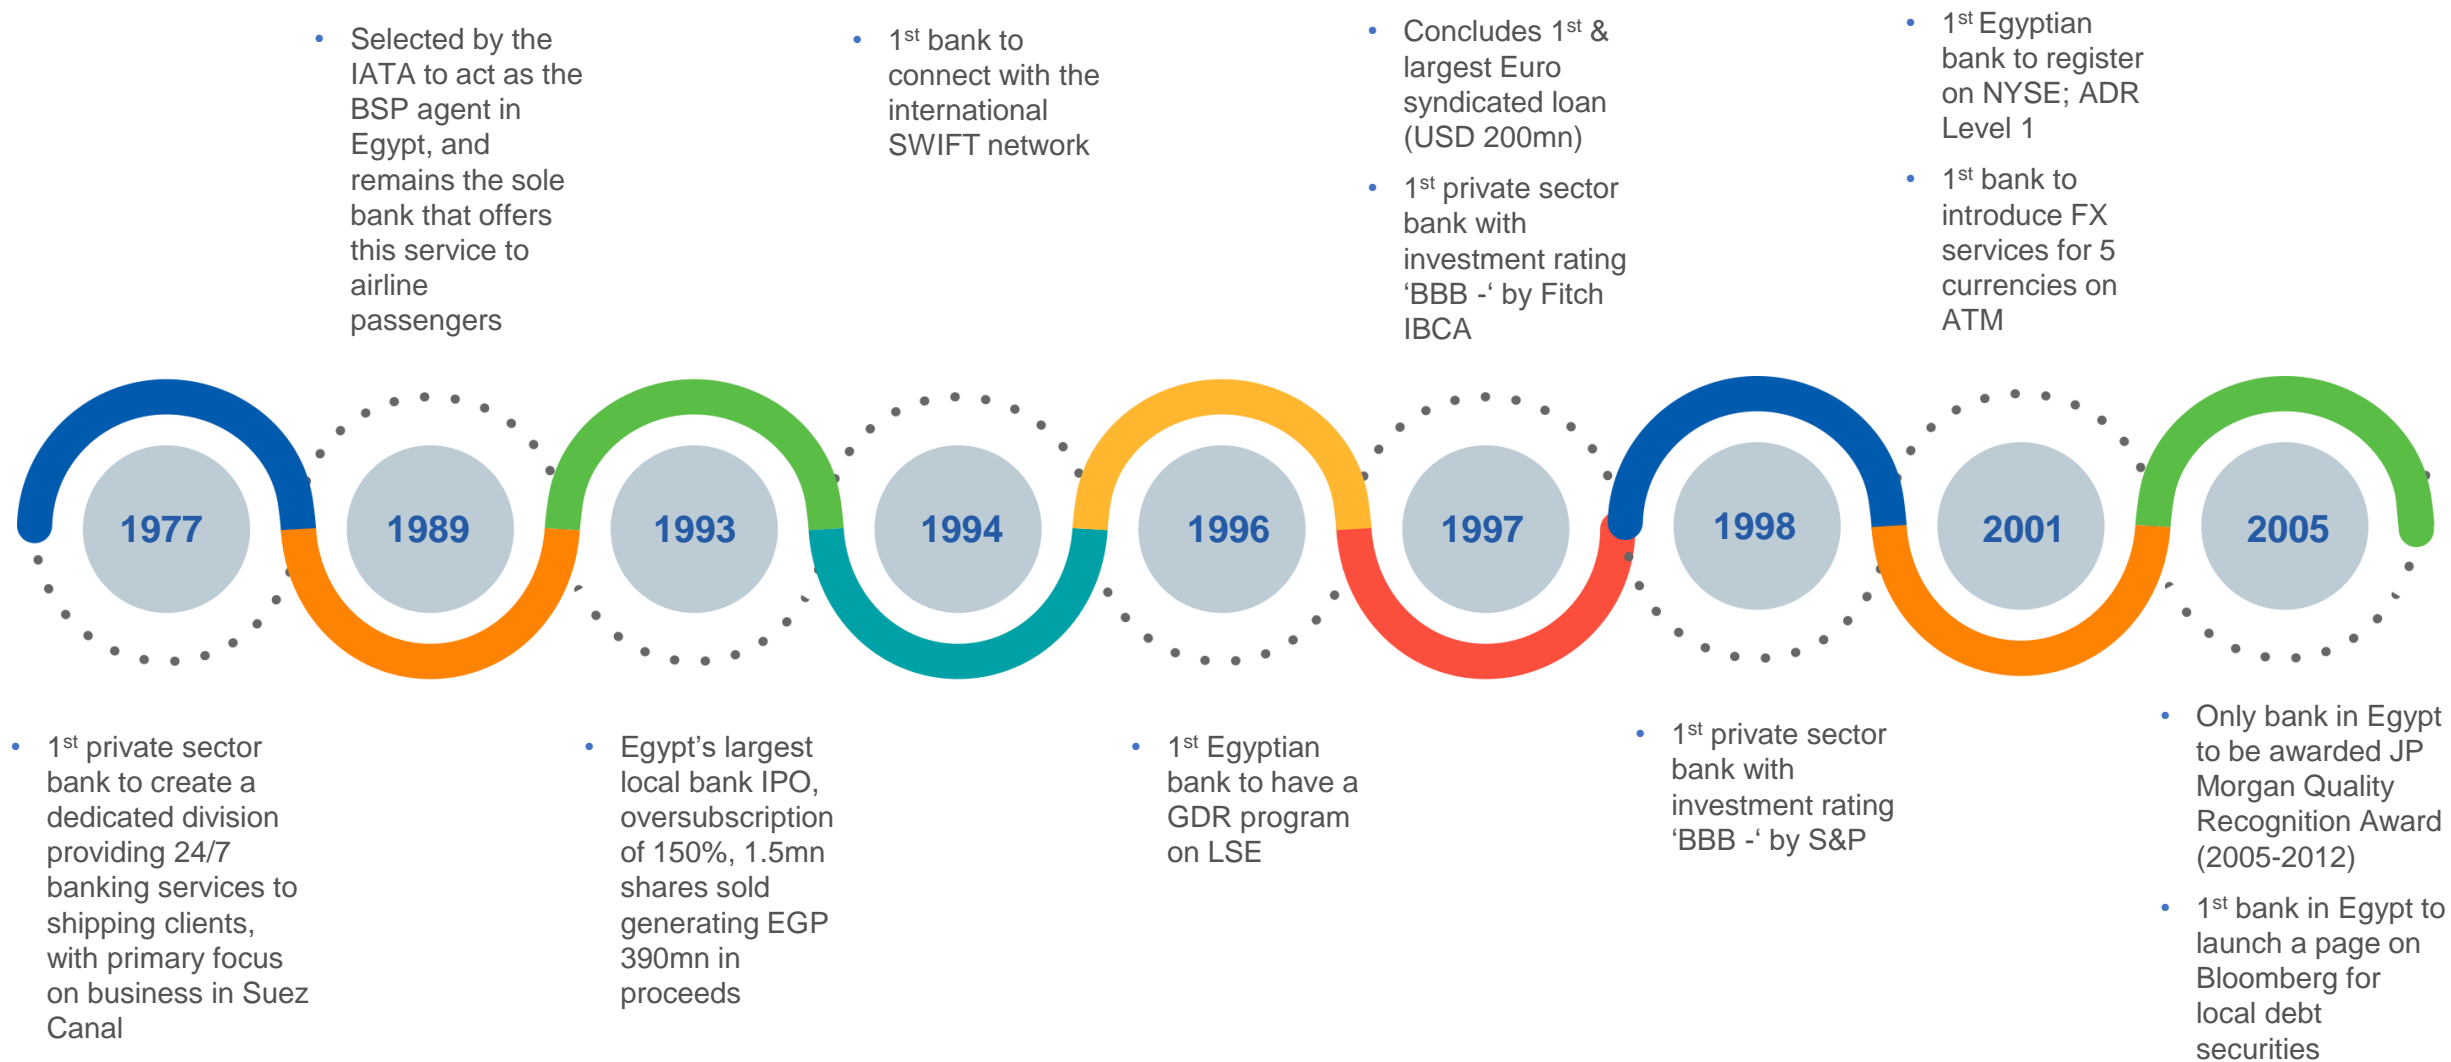 • Selected by the
IATA to act as the
BSP agent in
Egypt, and
remains the sole
bank that offers
this service to
airline
passengers
• 1st bank to
connect with the
international
SWIFT network
• Concludes 1st &
largest Euro
syndicated loan
(USD 200mn)
• 1st private sector
bank with
investment rating
‘BBB -‘ by Fitch
IBCA
• 1st Egyptian
bank to register
on NYSE; ADR
Level 1
• 1st bank to
introduce FX
services for 5
currencies on
ATM
1977
1989
1993
1994
1996
1997
1998
2001
2005
• 1st private sector
bank to create a
dedicated division
providing 24/7
banking services to
shipping clients,
with primary focus
on business in Suez
Canal
• Egypt’s largest
local bank IPO,
oversubscription
of 150%, 1.5mn
shares sold
generating EGP
390mn in
proceeds
• 1st Egyptian
bank to have a
GDR program
on LSE
• 1st private sector
bank with
investment rating
‘BBB -‘ by S&P
• Only bank in Egypt
to be awarded JP
Morgan Quality
Recognition Award
(2005-2012)
• 1st bank in Egypt to
launch a page on
Bloomberg for
local debt
securities